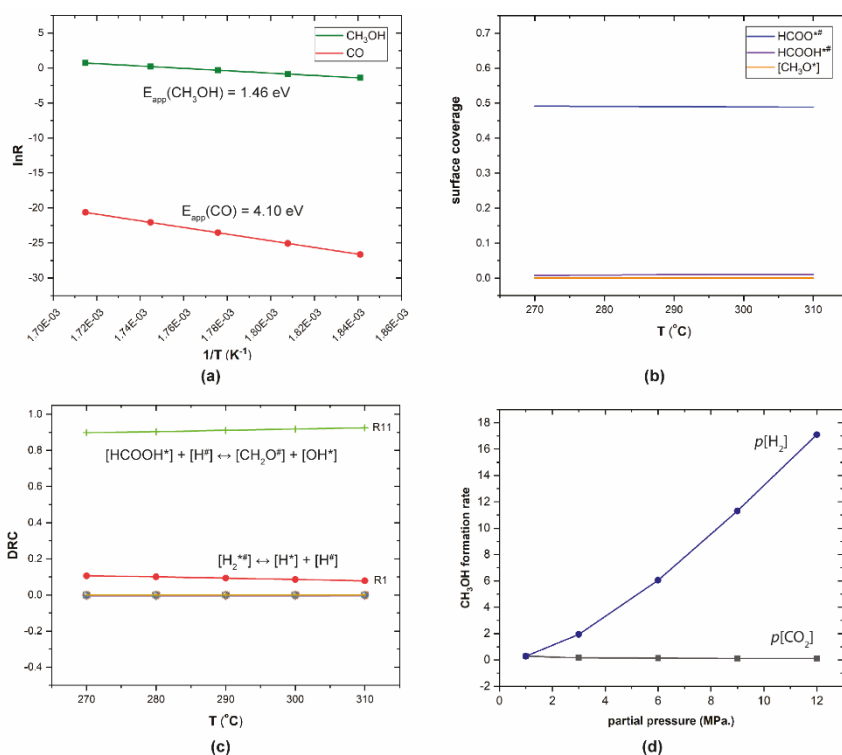 5
0
-5
-10
-15
-20
-25
-30
lnR
CH₃OH
CO
E_app(CH₃OH) = 1.46 eV
E_app(CO) = 4.10 eV
1.70E-03
1.72E-03
1.74E-03
1.76E-03
1.78E-03
1.80E-03
1.82E-03
1.84E-03
1.86E-03
1/T (K⁻¹)
(a)
0.7
0.6
0.5
0.4
0.3
0.2
0.1
0.0
surface coverage
HCOO*#
HCOOH*#
[CH₃O*]
270 280 290 300 310
T (°C)
(b)
1.0
0.8
0.6
0.4
0.2
0.0
-0.2
-0.4
DRC
R11
[HCOOH*] + [H#] ↔ [CH₂O#] + [OH*]
[H₂*#] ↔ [H*] + [H#]
R1
270 280 290 300 310
T (°C)
(c)
18
16
14
12
10
8
6
4
2
0
-2
CH₃OH formation rate
p[H₂]
p[CO₂]
0 2 4 6 8 10 12
partial pressure (MPa.)
(d)